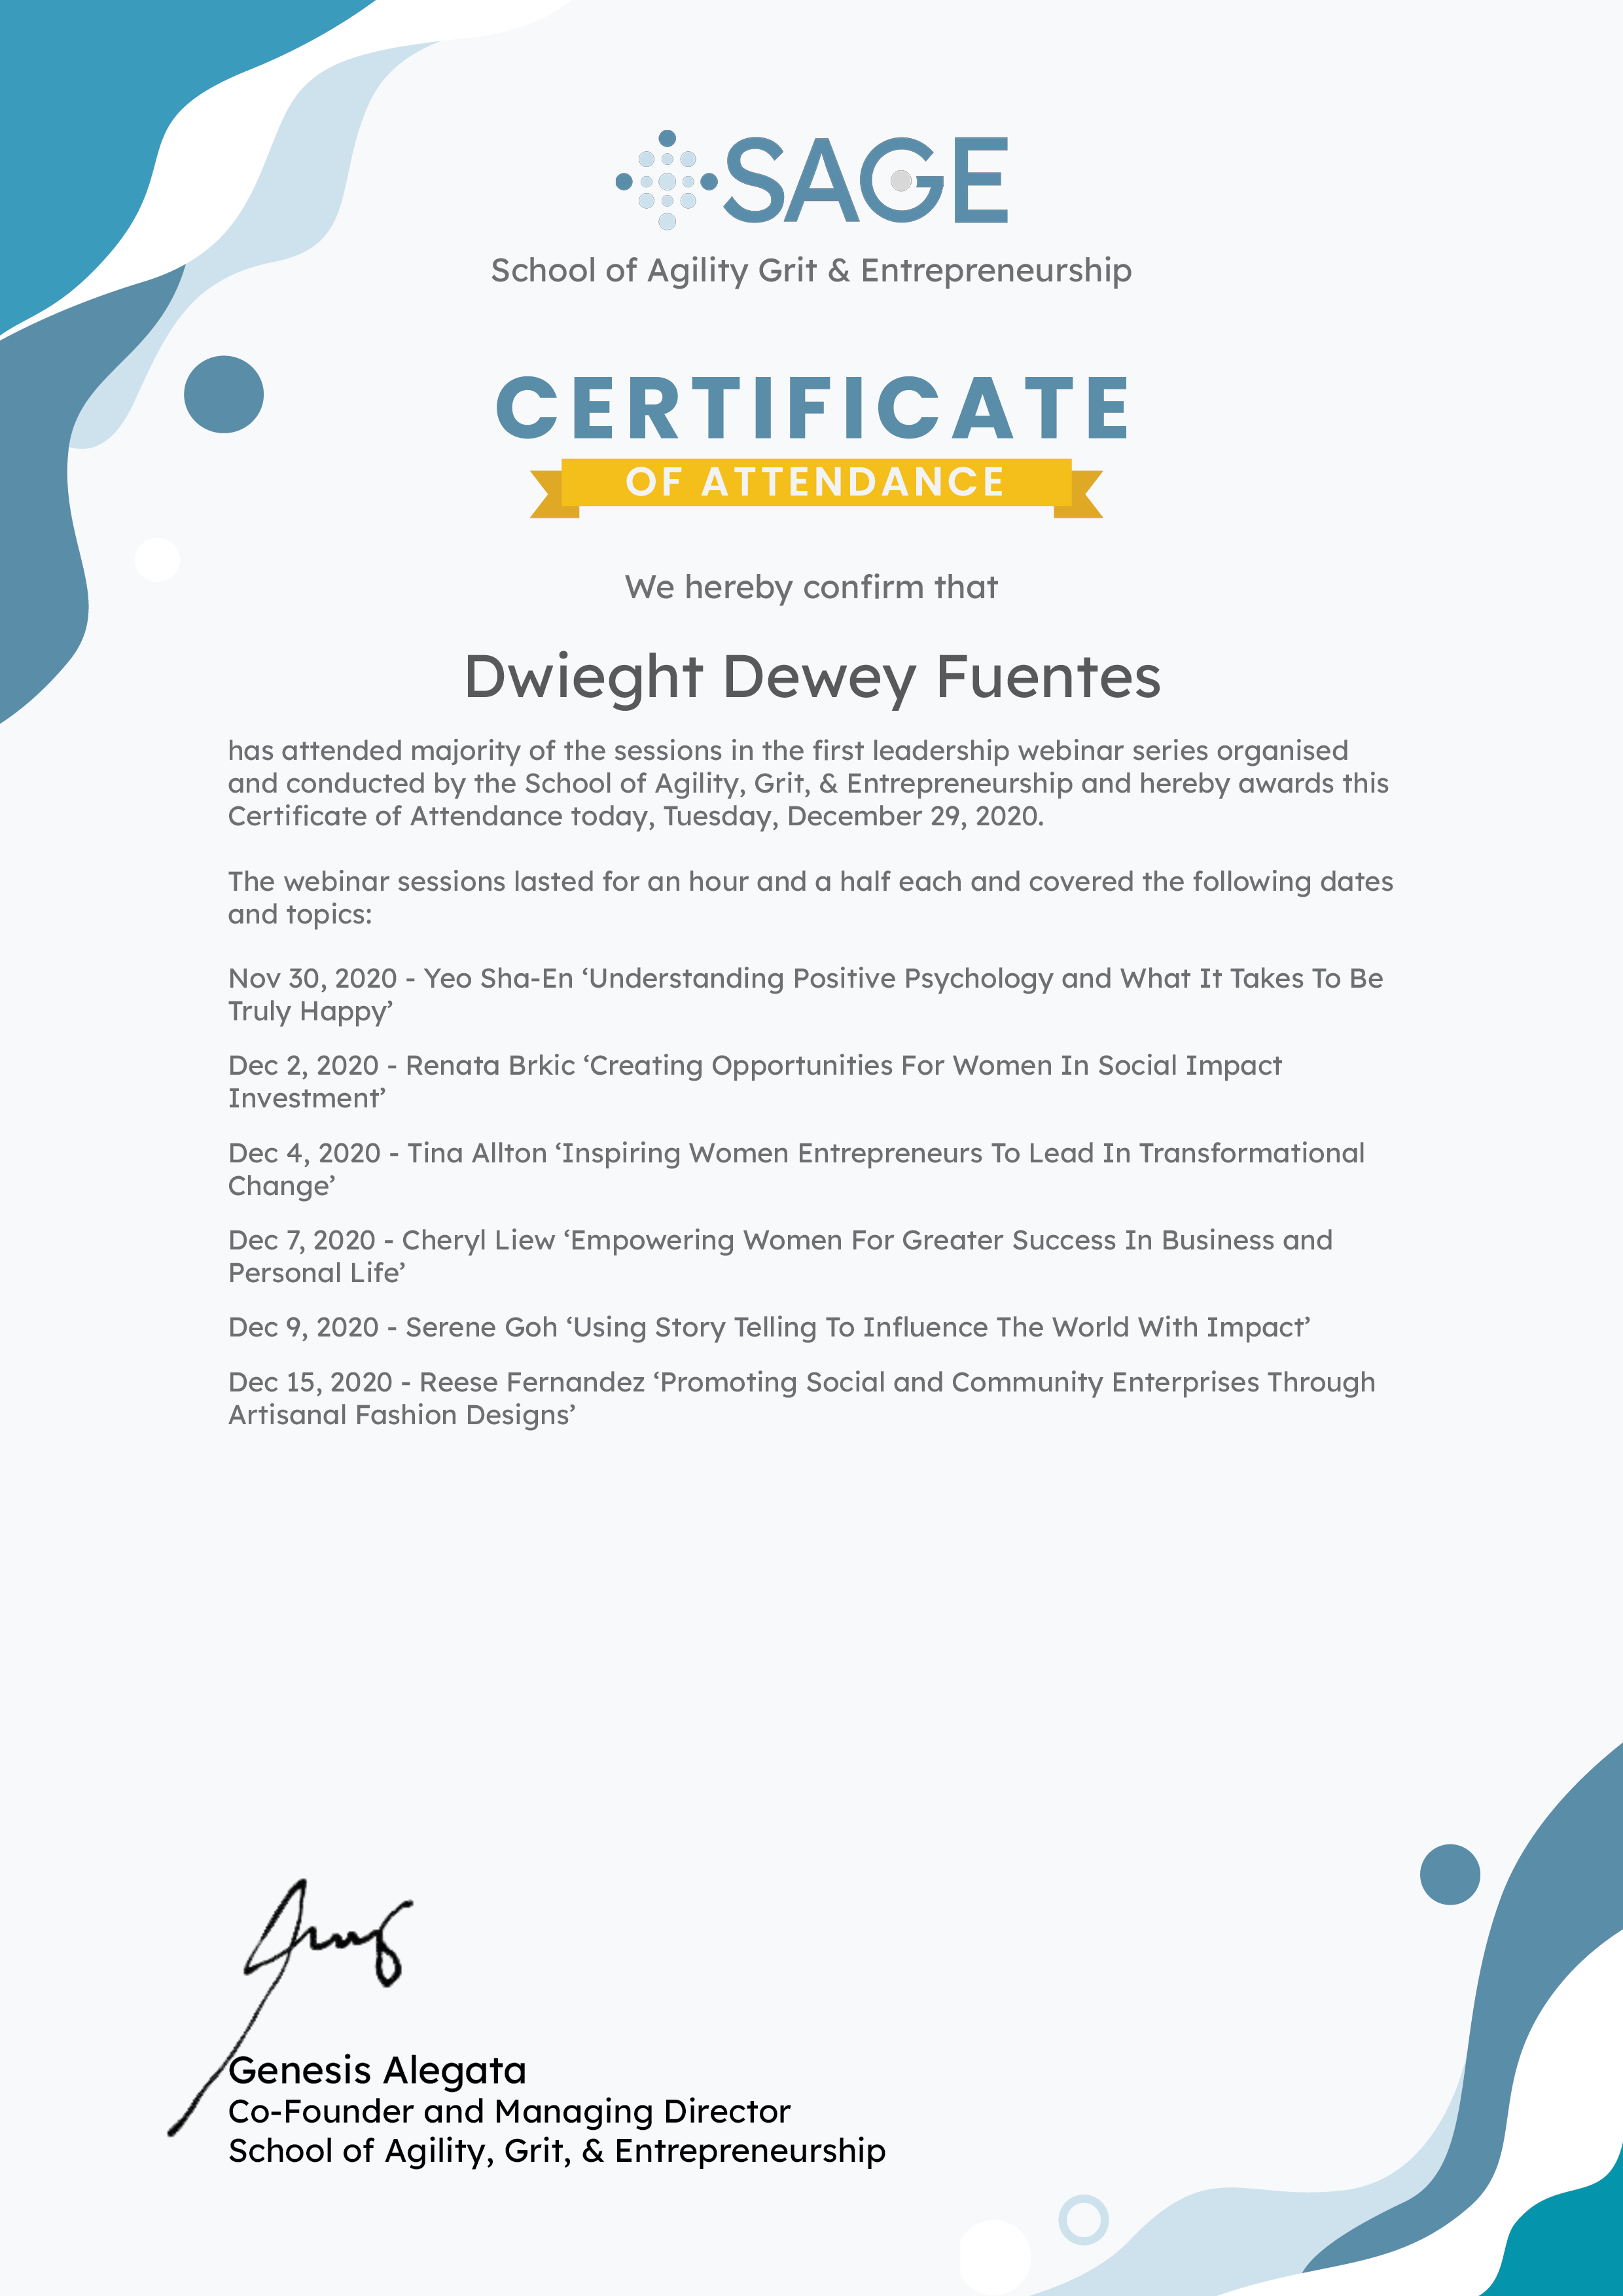 SAGE
School of Agility Grit & Entrepreneurship
CERTIFICATE
OF ATTENDANCE
We hereby confirm that
Dwieght Dewey Fuentes
has attended majority of the sessions in the first leadership webinar series organised
and conducted by the School of Agility, Grit, & Entrepreneurship and hereby awards this
Certificate of Attendance today, Tuesday, December 29, 2020.
The webinar sessions lasted for an hour and a half each and covered the following dates
and topics:
Nov 30, 2020 - Yeo Sha-En ‘Understanding Positive Psychology and What It Takes To Be
Truly Happy’
Dec 2, 2020 - Renata Brkic ‘Creating Opportunities For Women In Social Impact
Investment’
Dec 4, 2020 - Tina Allton ‘Inspiring Women Entrepreneurs To Lead In Transformational
Change’
Dec 7, 2020 - Cheryl Liew ‘Empowering Women For Greater Success In Business and
Personal Life’
Dec 9, 2020 - Serene Goh ‘Using Story Telling To Influence The World With Impact’
Dec 15, 2020 - Reese Fernandez ‘Promoting Social and Community Enterprises Through
Artisanal Fashion Designs’
Genesis Alegata
Co-Founder and Managing Director
School of Agility, Grit, & Entrepreneurship